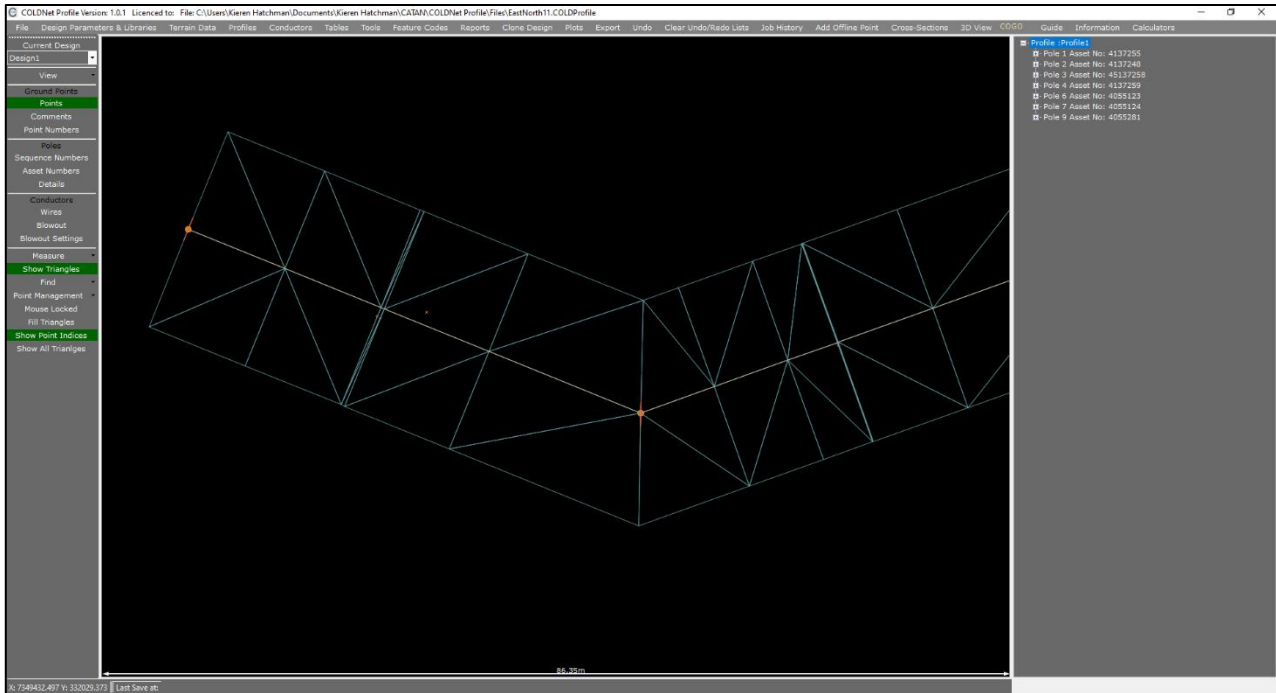 COLDNet Profile Version: 1.0.1 Licenced to: File: C:\Users\Kieren Hatchman\Documents\Kieren Hatchman\CATAN\COLDNet Profile\Files\EastNorth11.COLDProfile
File Design Parameters & Libraries Terrain Data Profiles Conductors Tables Tools Feature Codes Reports Clone Design Plots Export Undo Clear Undo/Redo Lists Job History Add Offline Point Cross-Sections 3D View COGO Guide Information Calculators
Current Design
Design1
View
Ground Points
Points
Comments
Point Numbers
Poles
Sequence Numbers
Asset Numbers
Details
Conductors
Wires
Blowout
Blowout Settings
Measure
Show Triangles
Find
Point Management
Mouse Locked
Fill Triangles
Show Point Indices
Show All Trianlges
Profile :Profile1
Pole 1 Asset No: 4137255
Pole 2 Asset No: 4137248
Pole 3 Asset No: 45137258
Pole 4 Asset No: 4137259
Pole 6 Asset No: 4055123
Pole 7 Asset No: 4055124
Pole 9 Asset No: 4055281
86.35m
X: 7349432.497 Y: 332029.373 Last Save at: